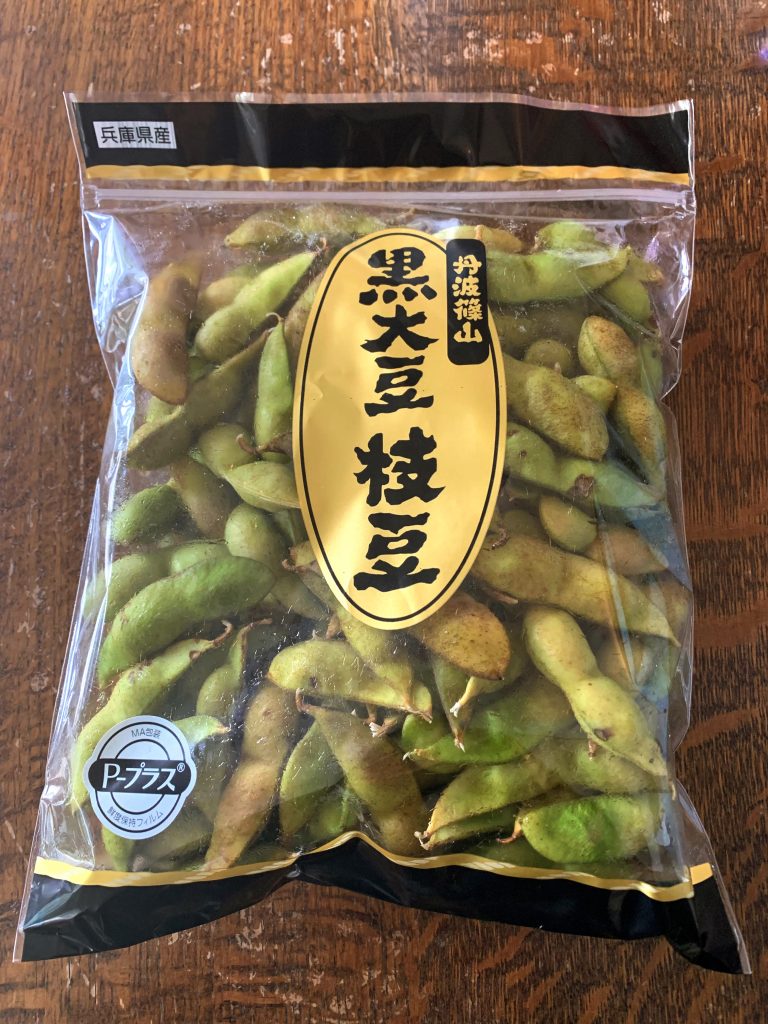 兵庫県産
丹波篠山
黒大豆
枝豆
MA包装
P-プラス®
鮮度保持フィルム